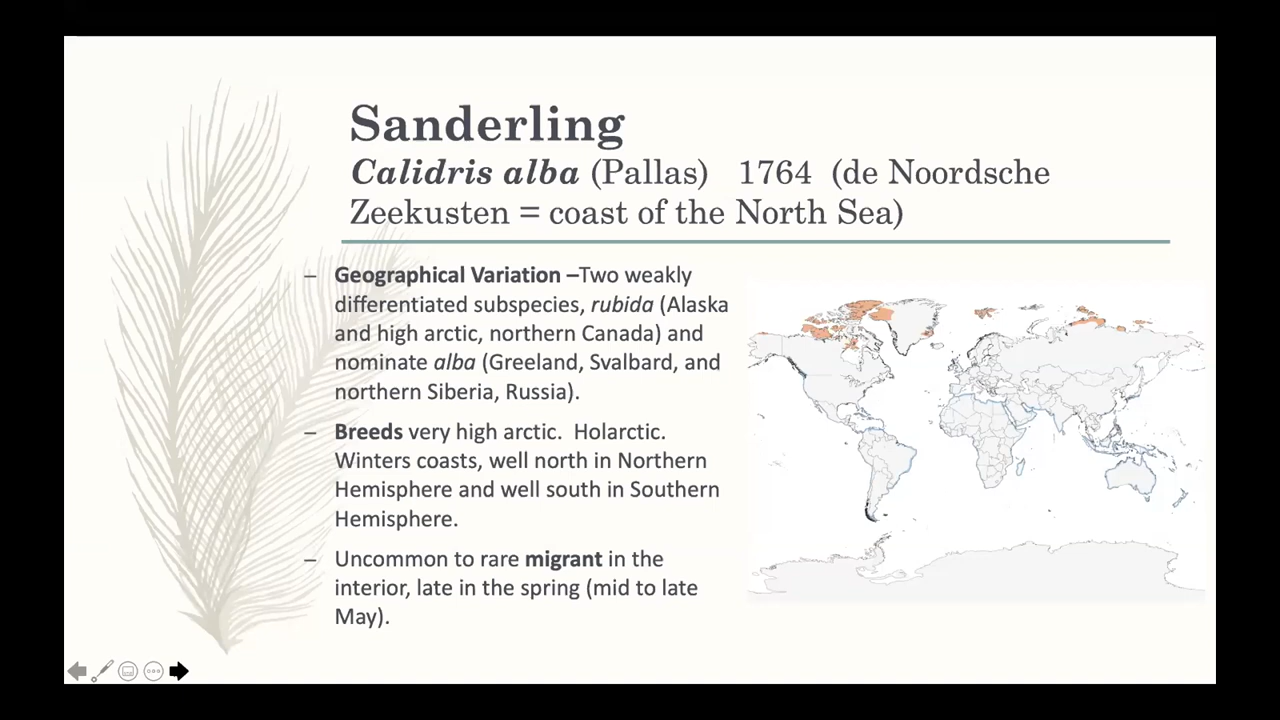 Sanderling
Calidris alba (Pallas) 1764 (de Noordsche
Zeekusten = coast of the North Sea)
– Geographical Variation –Two weakly
differentiated subspecies, rubida (Alaska
and high arctic, northern Canada) and
nominate alba (Greeland, Svalbard, and
northern Siberia, Russia).
– Breeds very high arctic. Holarctic.
Winters coasts, well north in Northern
Hemisphere and well south in Southern
Hemisphere.
– Uncommon to rare migrant in the
interior, late in the spring (mid to late
May).